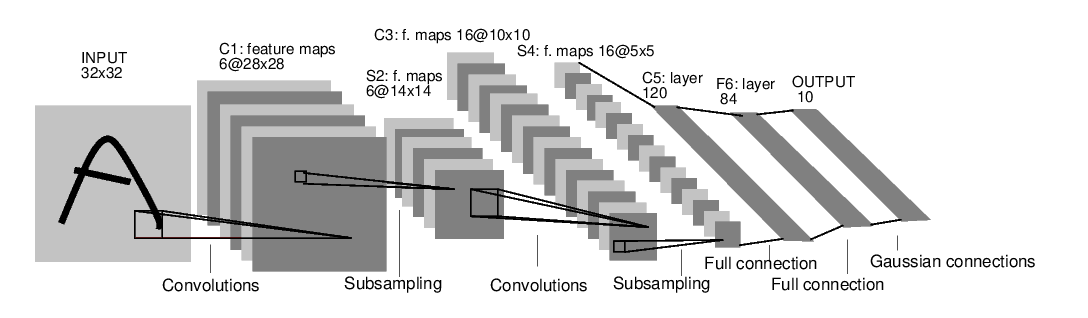 INPUT
32x32
C1: feature maps
6@28x28
S2: f. maps
6@14x14
C3: f. maps 16@10x10
S4: f. maps 16@5x5
C5: layer
120
F6: layer
84
OUTPUT
10
Convolutions
Subsampling
Convolutions
Subsampling
Full connection
Full connection
Gaussian connections